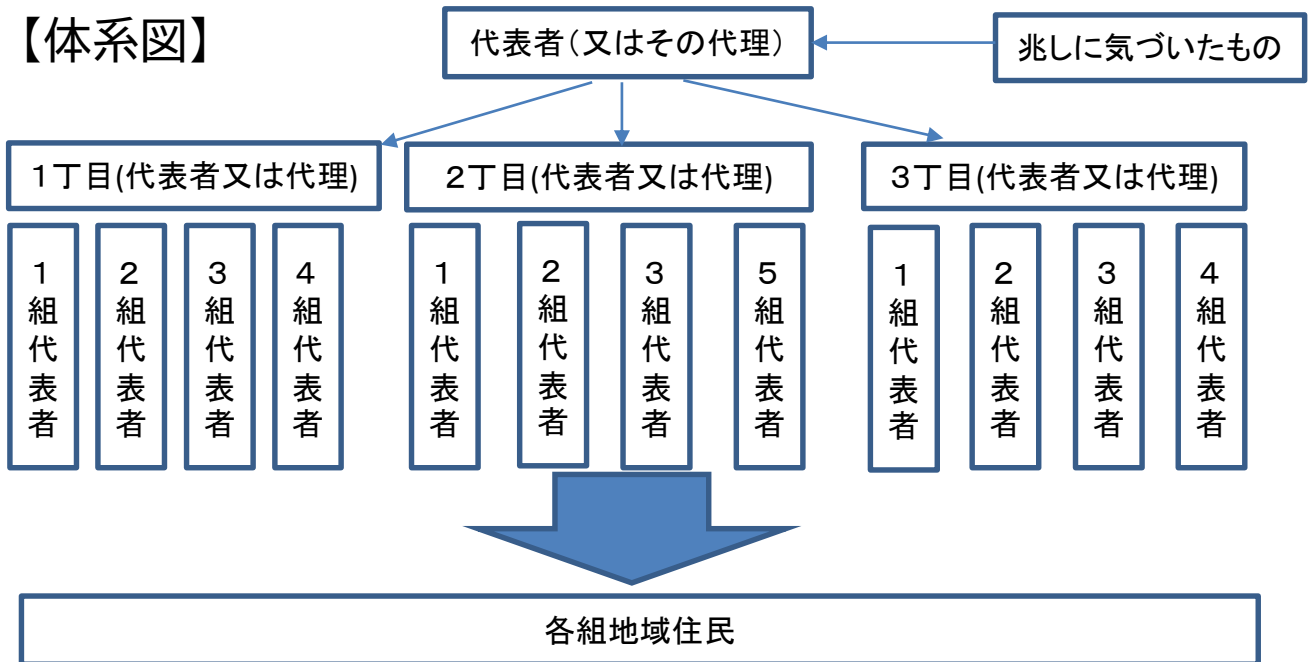 【体系図】
代表者（又はその代理）
兆しに気づいたもの
１丁目(代表者又は代理)
２丁目(代表者又は代理)
３丁目(代表者又は代理)
１組代表者
２組代表者
３組代表者
４組代表者
１組代表者
２組代表者
３組代表者
５組代表者
１組代表者
２組代表者
３組代表者
４組代表者
各組地域住民